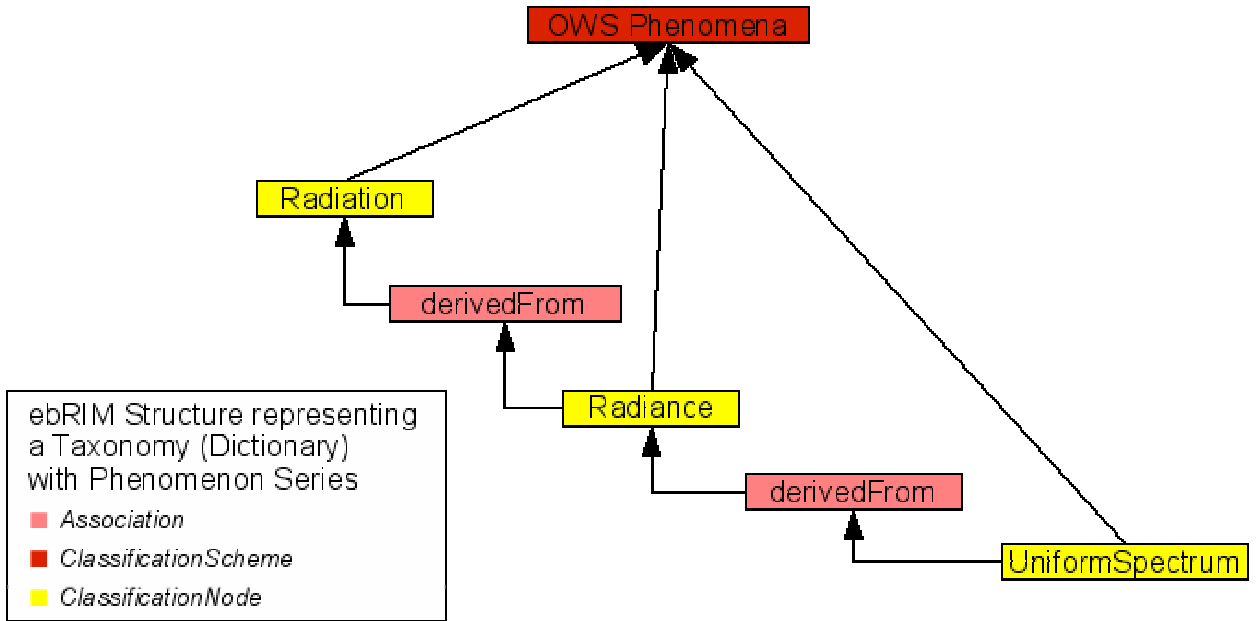 OWS Phenomena
Radiation
derivedFrom
Radiance
derivedFrom
UniformSpectrum
ebRIM Structure representing
a Taxonomy (Dictionary)
with Phenomenon Series
Association
ClassificationScheme
ClassificationNode